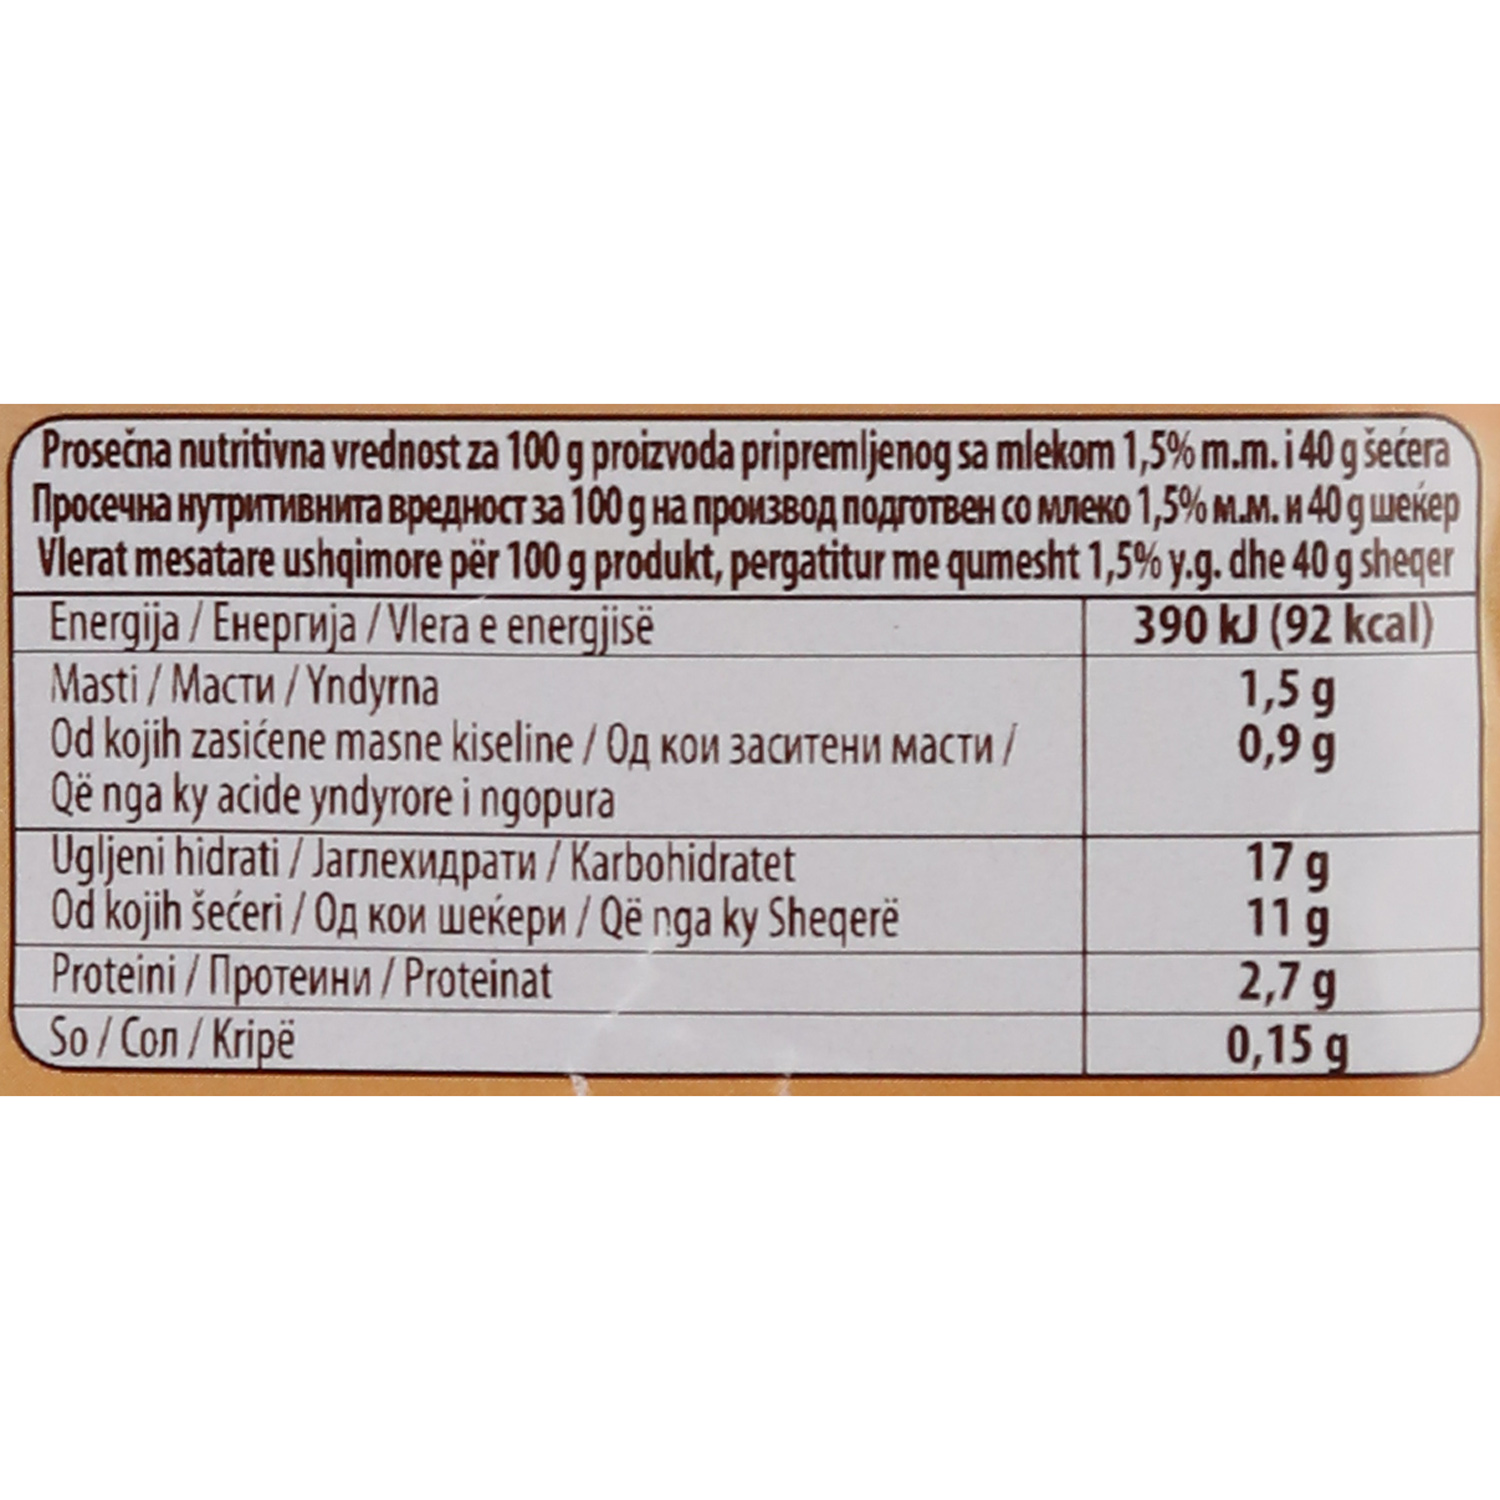 Prosečna nutritivna vrednost za 100 g proizvoda pripremljenog sa mlekom 1,5% m.m. i 40 g šećera
Просечна нутритивнита вредност за 100 g на производ подготвен со млеко 1,5% м.м. и 40 g шеќер
Vlerat mesatare ushqimore për 100 g produkt, pergatitur me qumesht 1,5% y.g. dhe 40 g sheqer
Energija / Енергија / Vlera e energjisë 390 kJ (92 kcal)
Masti / Масти / Yndyrna 1,5 g
Od kojih zasićene masne kiseline / Од кои заситени масти / 0,9 g
Që nga ky acide yndyrore i ngopura
Ugljeni hidrati / Јаглехидрати / Karbohidratet 17 g
Od kojih šećeri / Од кои шеќери / Që nga ky Sheqerë 11 g
Proteini / Протеини / Proteinat 2,7 g
So / Сол / Kripë 0,15 g